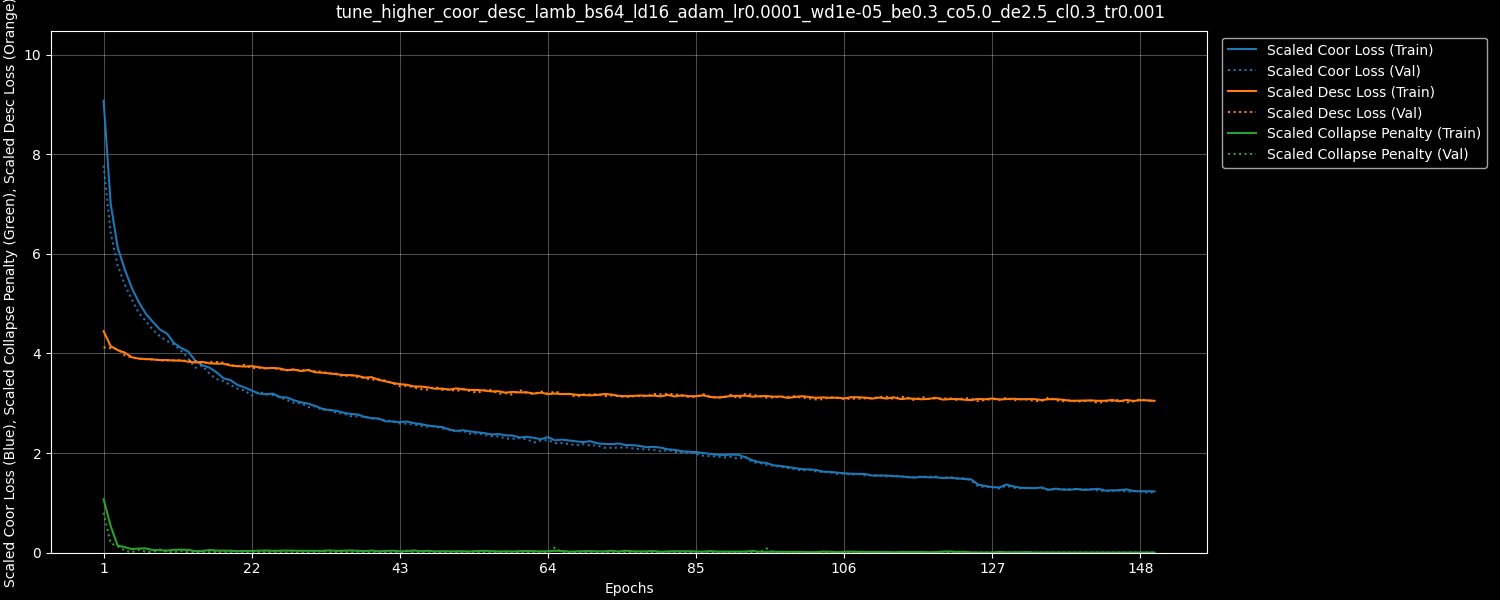 tune_higher_coor_desc_lamb_bs64_ld16_adam_lr0.0001_wd1e-05_be0.3_co5.0_de2.5_cl0.3_tr0.001
Scaled Coor Loss (Blue), Scaled Collapse Penalty (Green), Scaled Desc Loss (Orange)
10
8
6
4
2
0
1 22 43 64 85 106 127 148
Epochs
Scaled Coor Loss (Train)
Scaled Coor Loss (Val)
Scaled Desc Loss (Train)
Scaled Desc Loss (Val)
Scaled Collapse Penalty (Train)
Scaled Collapse Penalty (Val)